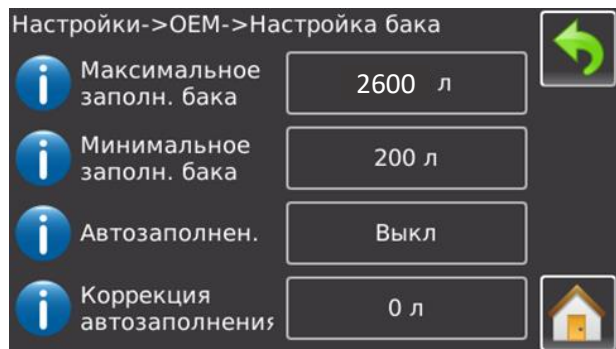 Настройки->OEM->Настройка бака
Максимальное
заполн. бака
2600 л
Минимальное
заполн. бака
200 л
Автозаполнен.
Выкл
Коррекция
автозаполнения
0 л